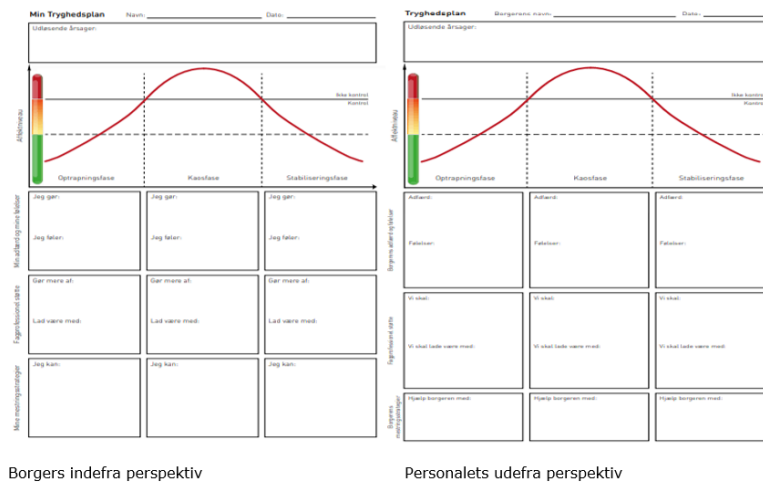 Min Tryghedsplan Navn: Dato:
Udløsende årsager:
Affektniveau
Ikke kontrol
Kontrol
Optrapningsfase Kaosfase Stabiliseringsfase
Min adfærd og mine følelser
Jeg gør: Jeg gør: Jeg gør:
Jeg føler: Jeg føler: Jeg føler:
Fagprofessionel støtte
Gør mere af: Gør mere af: Gør mere af:
Lad være med: Lad være med: Lad være med:
Mine mestringsstrategier
Jeg kan: Jeg kan: Jeg kan:
Borgers indefra perspektiv
Tryghedsplan Borgerens navn: Dato:
Udløsende årsager:
Affektniveau
Ikke kontrol
Kontrol
Optrapningsfase Kaosfase Stabiliseringsfase
Borgerens adfærd og følelser
Adfærd: Adfærd: Adfærd:
Følelser: Følelser: Følelser:
Fagprofessionel støtte
Vi skal: Vi skal: Vi skal:
Vi skal lade være med: Vi skal lade være med: Vi skal lade være med:
Borgerens
mestringsstrategier
Hjælp borgeren med: Hjælp borgeren med: Hjælp borgeren med:
Personalets udefra perspektiv